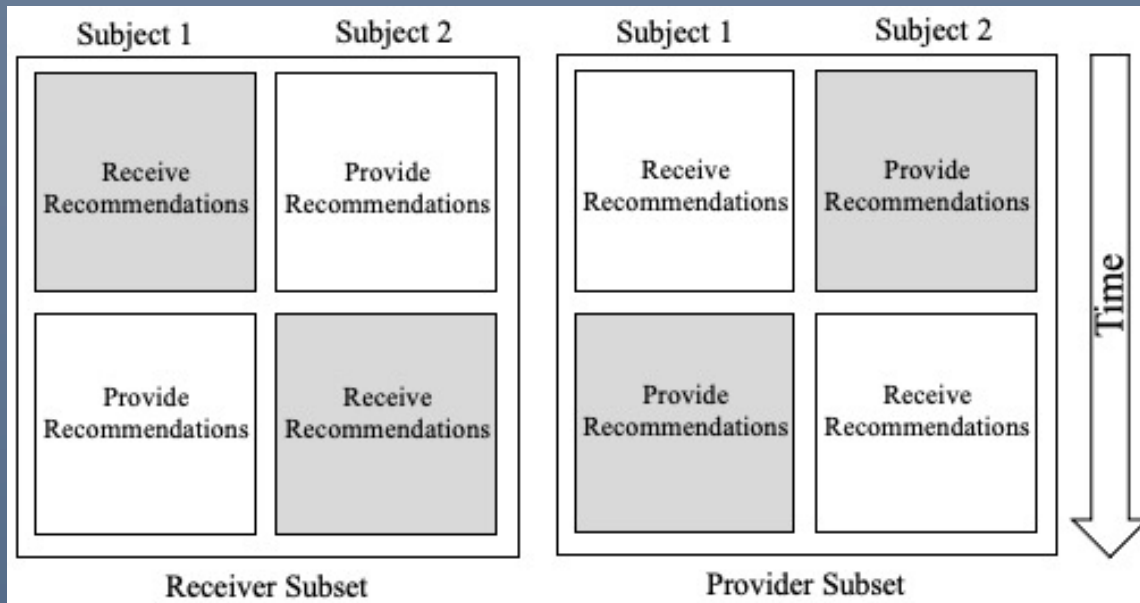 Subject 1
Subject 2
Subject 1
Subject 2
Receive
Recommendations
Provide
Recommendations
Receive
Recommendations
Provide
Recommendations
Provide
Recommendations
Receive
Recommendations
Provide
Recommendations
Receive
Recommendations
Time
Receiver Subset
Provider Subset